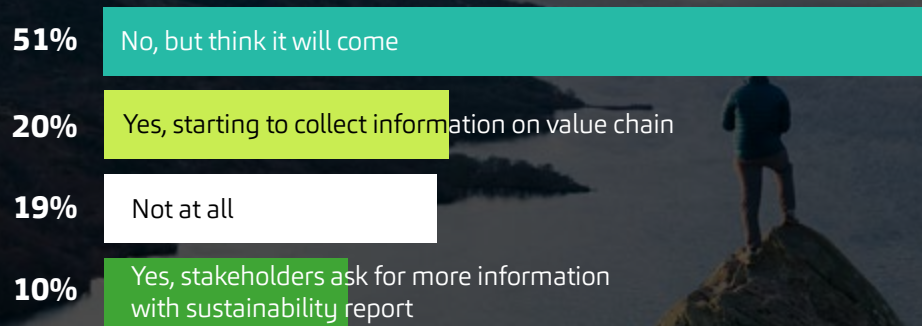 51% No, but think it will come
20% Yes, starting to collect information on value chain
19% Not at all
10% Yes, stakeholders ask for more information
with sustainability report